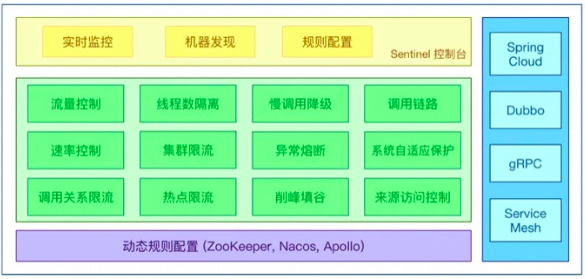 实时监控
机器发现
规则配置
Sentinel 控制台
流量控制
线程数隔离
慢调用降级
调用链路
速率控制
集群限流
异常熔断
系统自适应保护
调用关系限流
热点限流
削峰填谷
来源访问控制
动态规则配置 (ZooKeeper, Nacos, Apollo)
Spring
Cloud
Dubbo
gRPC
Service
Mesh